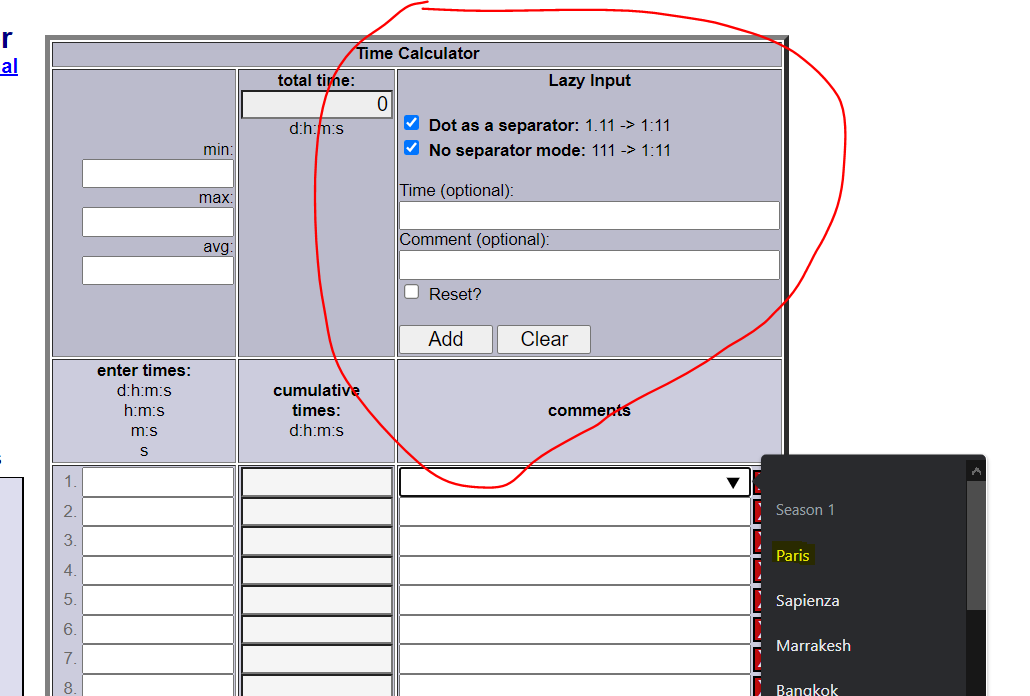 r
al
Time Calculator
total time:
0
d:h:m:s
min:
max:
avg:
Lazy Input
Dot as a separator: 1.11 -> 1:11
No separator mode: 111 -> 1:11
Time (optional):
Comment (optional):
Reset?
Add Clear
enter times:
d:h:m:s
h:m:s
m:s
s
cumulative
times:
d:h:m:s
comments
s
1.
2.
3.
4.
5.
6.
7.
8.
Season 1
Paris
Sapienza
Marrakesh
Bangkok